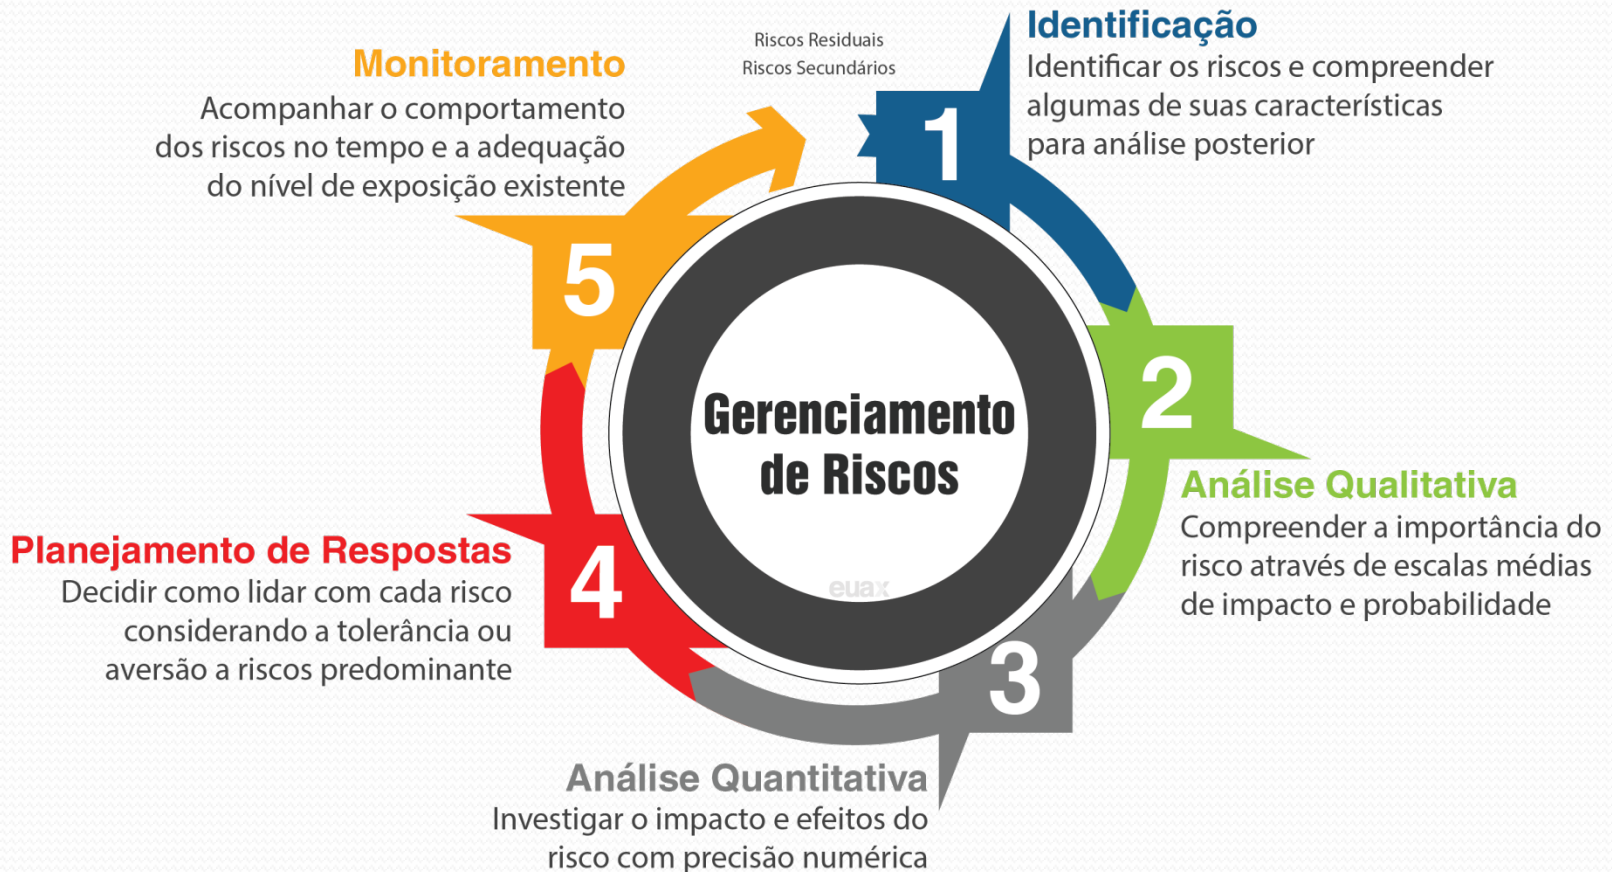 Riscos Residuais
Riscos Secundários
1
Identificação
Identificar os riscos e compreender
algumas de suas características
para análise posterior
2
Análise Qualitativa
Compreender a importância do
risco através de escalas médias
de impacto e probabilidade
3
Análise Quantitativa
Investigar o impacto e efeitos do
risco com precisão numérica
4
Planejamento de Respostas
Decidir como lidar com cada risco
considerando a tolerância ou
aversão a riscos predominante
5
Monitoramento
Acompanhar o comportamento
dos riscos no tempo e a adequação
do nível de exposição existente
Gerenciamento
de Riscos
euax